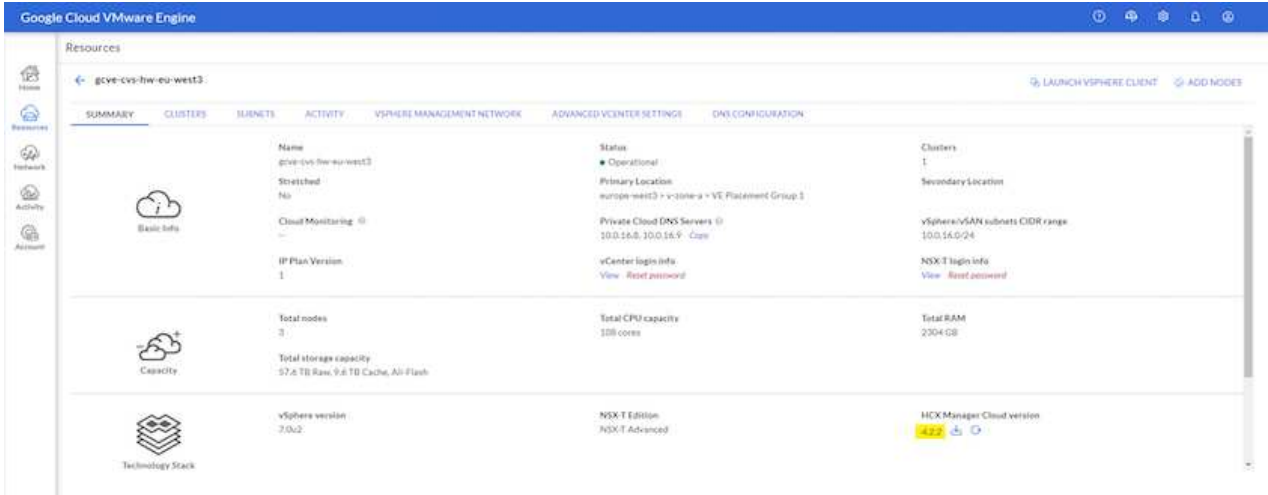 Google Cloud VMware Engine
Resources
gcve-cvs-hw-eu-west3
LAUNCH VSPHERE CLIENT ADD NODES
Home
Resources
Network
Activity
Account
SUMMARY CLUSTERS SUBNETS ACTIVITY VSPHERE MANAGEMENT NETWORK ADVANCED VCENTER SETTINGS DNS CONFIGURATION
Basic Info
Name Status Clusters
gcve-cvs-hw-eu-west3 Operational 1
Stretched Primary Location Secondary Location
No europe-west3 > v-zone-a > VE Placement Group 1
Cloud Monitoring Private Cloud DNS Servers vSphere/vSAN subnets CIDR range
-- 10.0.16.8, 10.0.16.9 Copy 10.0.16.0/24
IP Plan Version vCenter login info NSX-T login info
1 View Reset password View Reset password
Capacity
Total nodes Total CPU capacity Total RAM
3 108 cores 2304 GB
Total storage capacity
57.6 TB Raw, 9.6 TB Cache, All-Flash
Technology Stack
vSphere version NSX-T Edition HCX Manager Cloud version
7.0u2 NSX-T Advanced 4.2.2